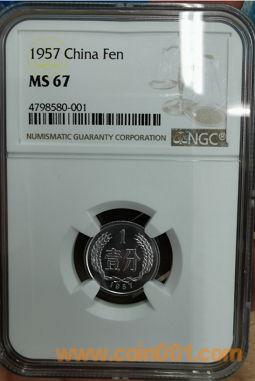 1957 China Fen
MS 67
4798580-001
NUMISMATIC GUARANTY CORPORATION
NGC
1
壹分
1957
www.coin001.com